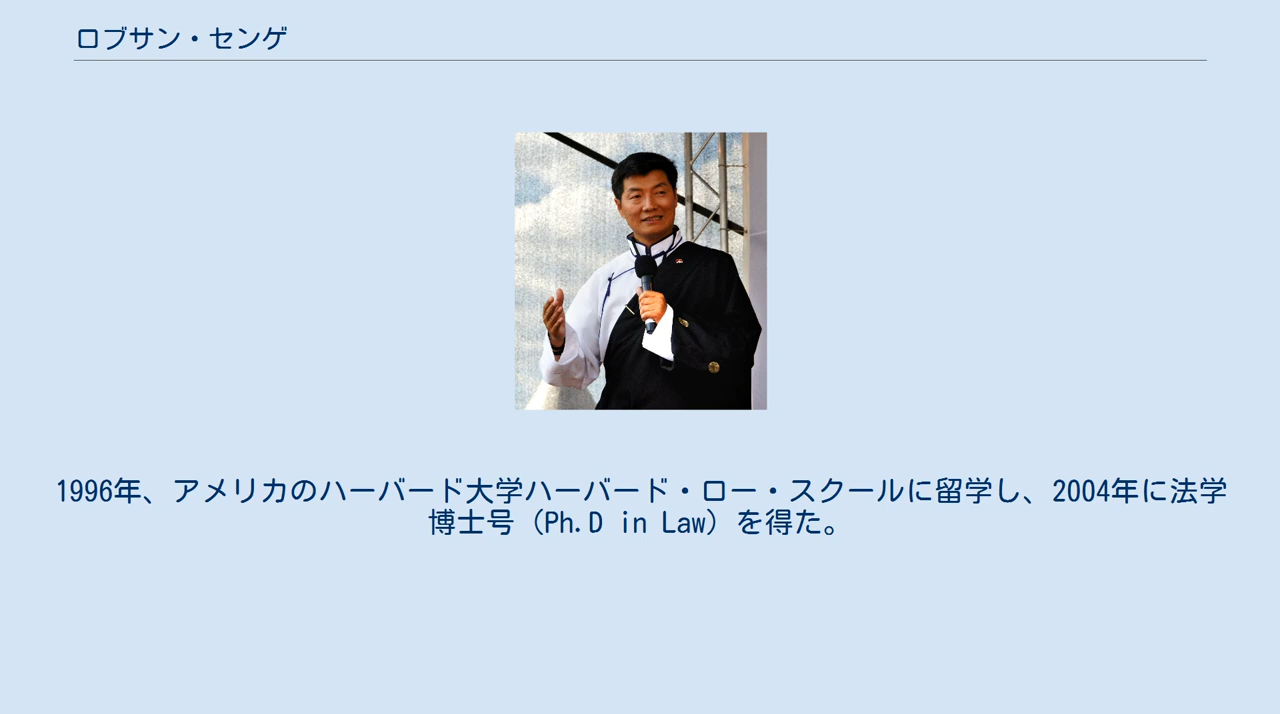 ロブサン・センゲ
1996年、アメリカのハーバード大学ハーバード・ロー・スクールに留学し、2004年に法学
博士号（Ph.D in Law）を得た。